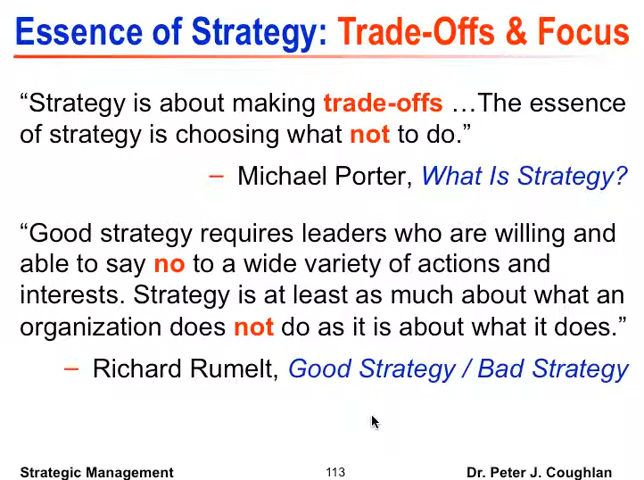 Essence of Strategy: Trade-Offs & Focus
“Strategy is about making trade-offs …The essence
of strategy is choosing what not to do.”
– Michael Porter, What Is Strategy?
“Good strategy requires leaders who are willing and
able to say no to a wide variety of actions and
interests. Strategy is at least as much about what an
organization does not do as it is about what it does.”
– Richard Rumelt, Good Strategy / Bad Strategy
Strategic Management 113 Dr. Peter J. Coughlan